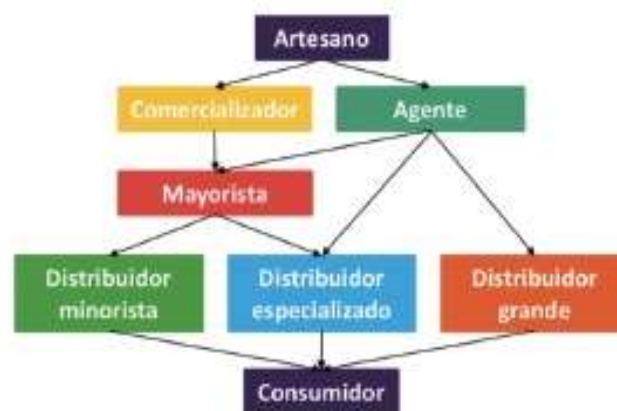 Artesano
Comercializador
Agente
Mayorista
Distribuidor
minorista
Distribuidor
especializado
Distribuidor
grande
Consumidor